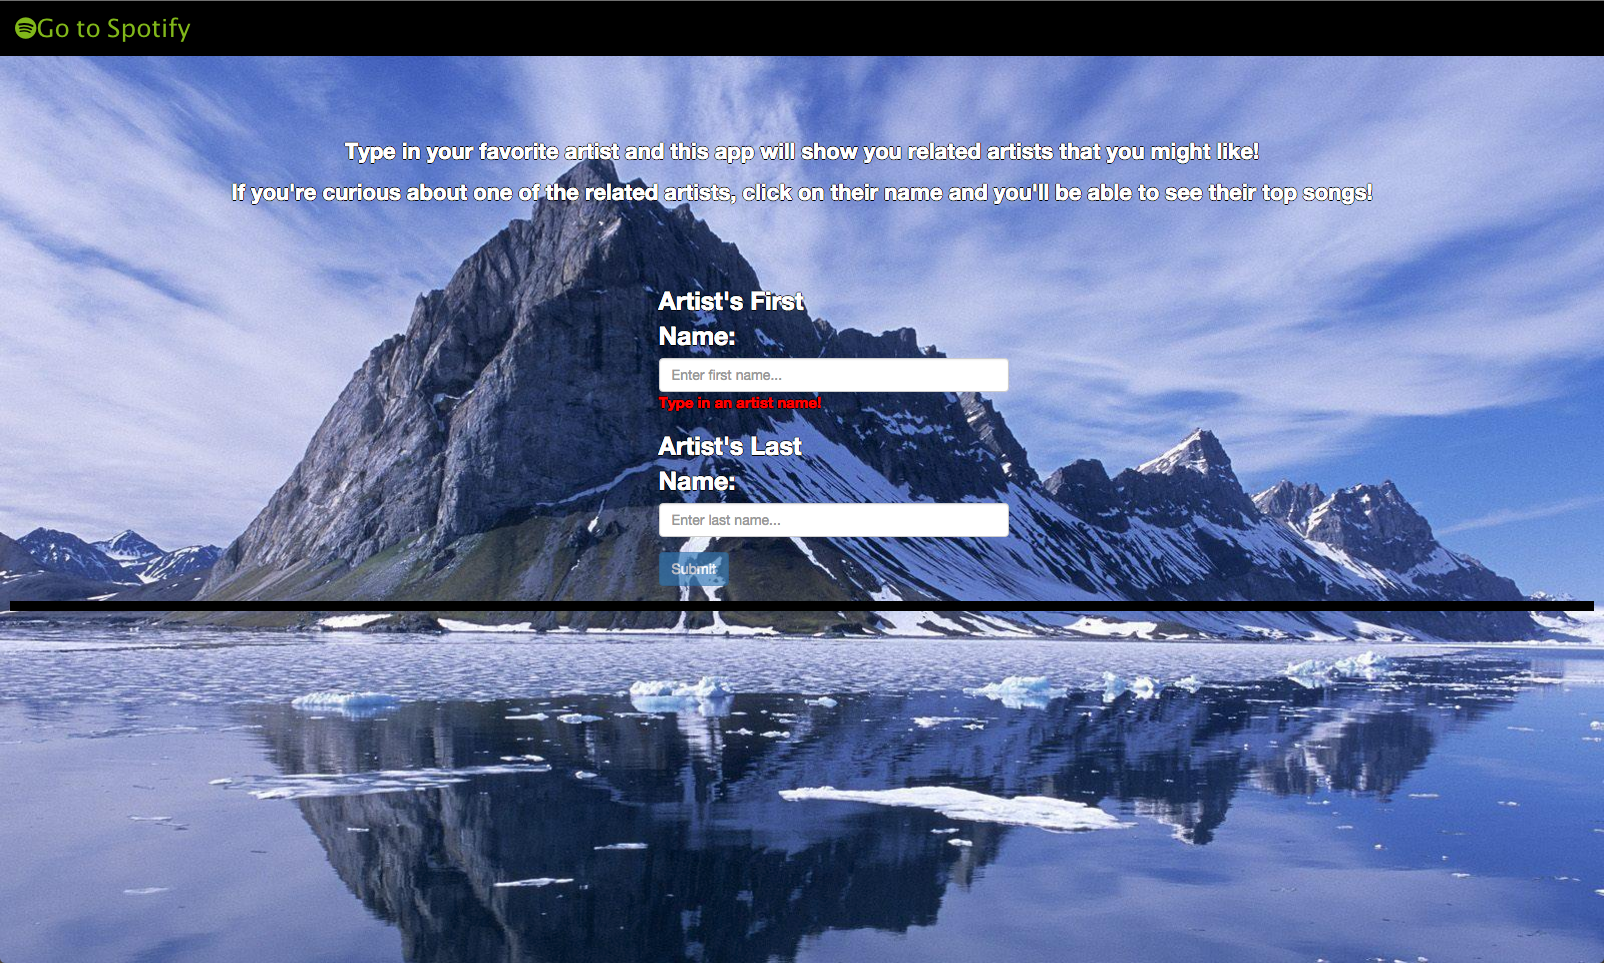 Go to Spotify
Type in your favorite artist and this app will show you related artists that you might like!
If you're curious about one of the related artists, click on their name and you'll be able to see their top songs!
Artist's First
Name:
Enter first name...
Type in an artist name!
Artist's Last
Name:
Enter last name...
Submit